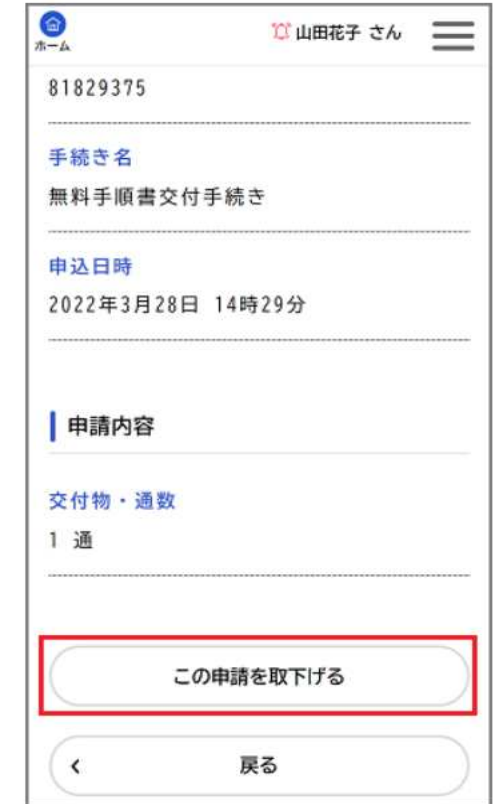 ホーム
山田花子 さん
81829375
手続き名
無料手順書交付手続き
申込日時
2022年3月28日 14時29分
申請内容
交付物・通数
1 通
この申請を取下げる
戻る